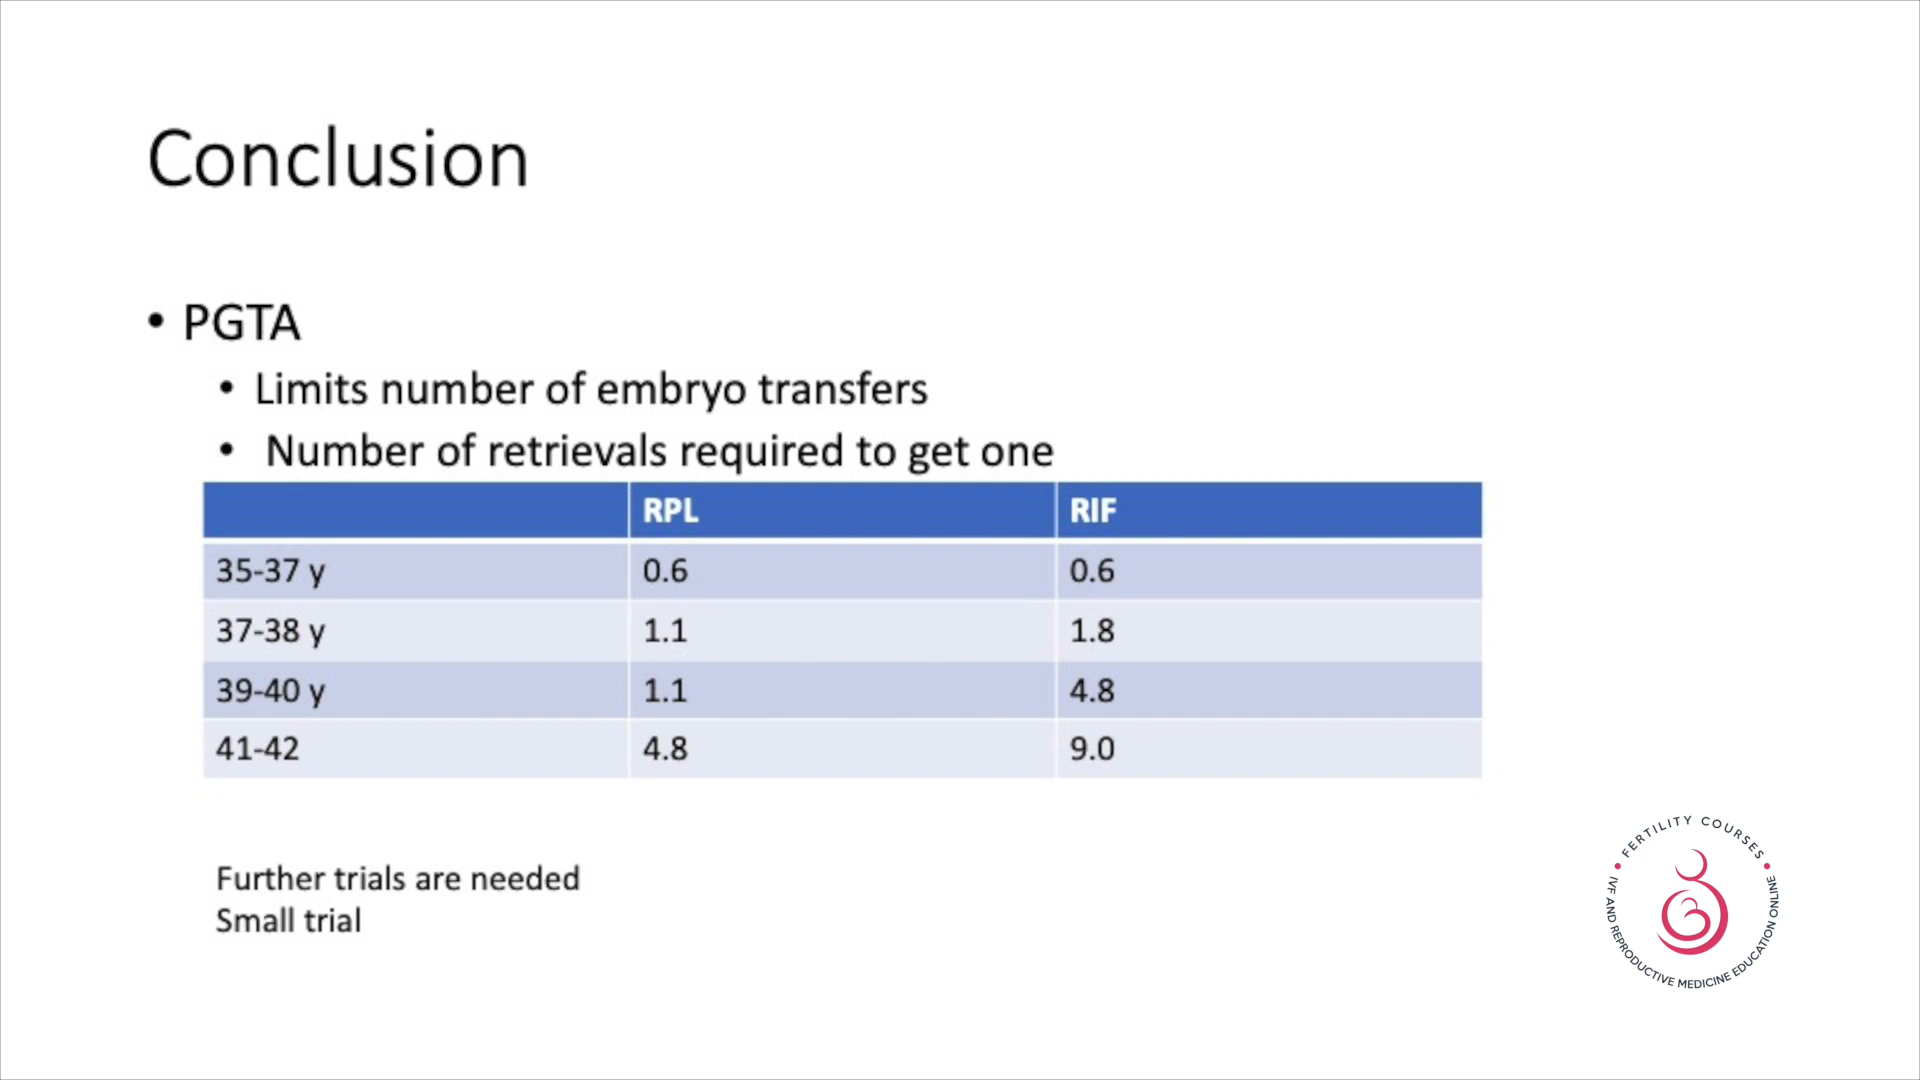 Conclusion
• PGTA
• Limits number of embryo transfers
• Number of retrievals required to get one
RPL RIF
35-37 y 0.6 0.6
37-38 y 1.1 1.8
39-40 y 1.1 4.8
41-42 4.8 9.0
Further trials are needed
Small trial
• FERTILITY COURSES •
IVF AND REPRODUCTIVE MEDICINE EDUCATION ONLINE